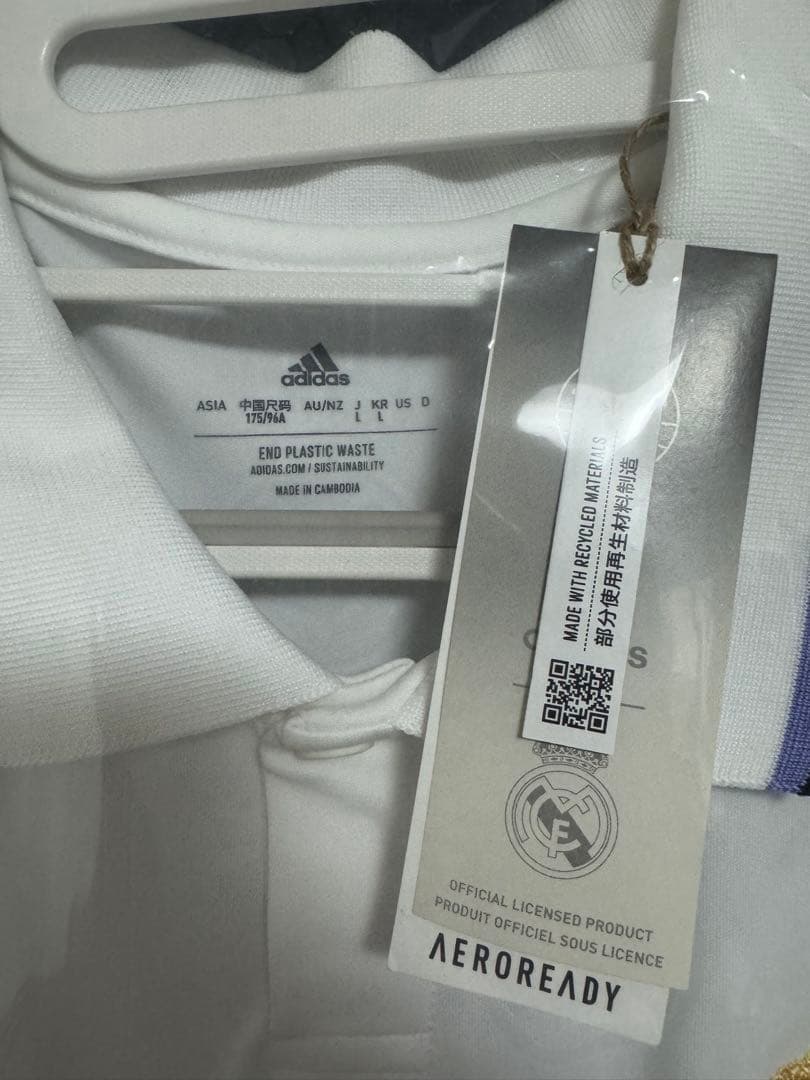 adidas
ASIA 中国尺码 AU/NZ J KR US D
175/96A L L
END PLASTIC WASTE
ADIDAS.COM / SUSTAINABILITY
MADE IN CAMBODIA
MADE WITH RECYCLED MATERIALS
部分使用再生材料制造
OFFICIAL LICENSED PRODUCT
PRODUIT OFFICIEL SOUS LICENCE
AEROREADY